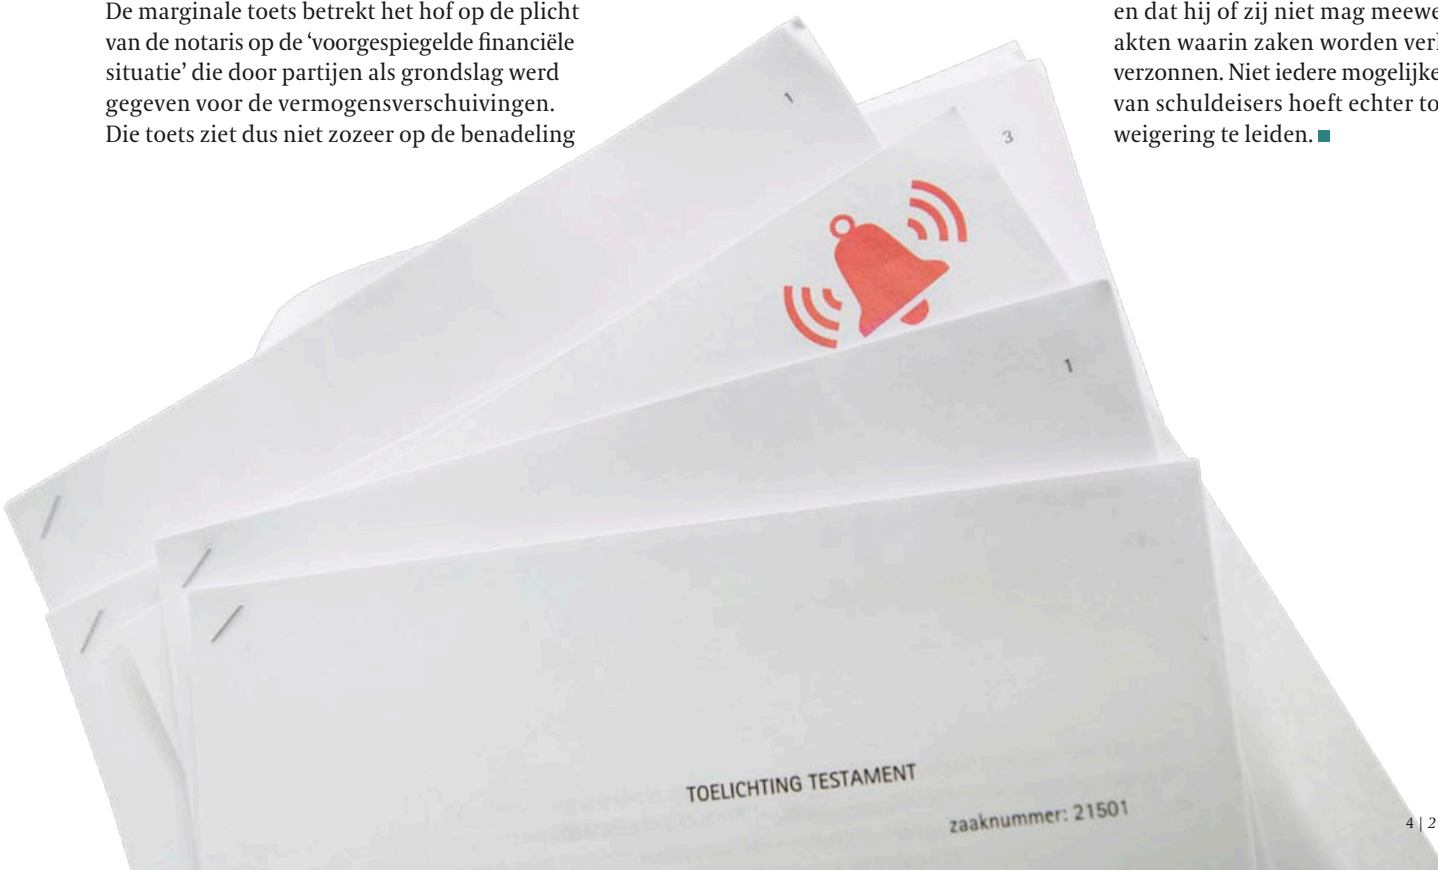 De marginale toets betrekt het hof op de plicht
van de notaris op de ‘voorgespiegelde financiële
situatie’ die door partijen als grondslag werd
gegeven voor de vermogensverschuivingen.
Die toets ziet dus niet zozeer op de benadeling
en dat hij of zij niet mag meewe
akten waarin zaken worden verl
verzonnen. Niet iedere mogelijke
van schuldeisers hoeft echter to
weigering te leiden.
1
3
1
TOELICHTING TESTAMENT
zaaknummer: 21501
4 | 2